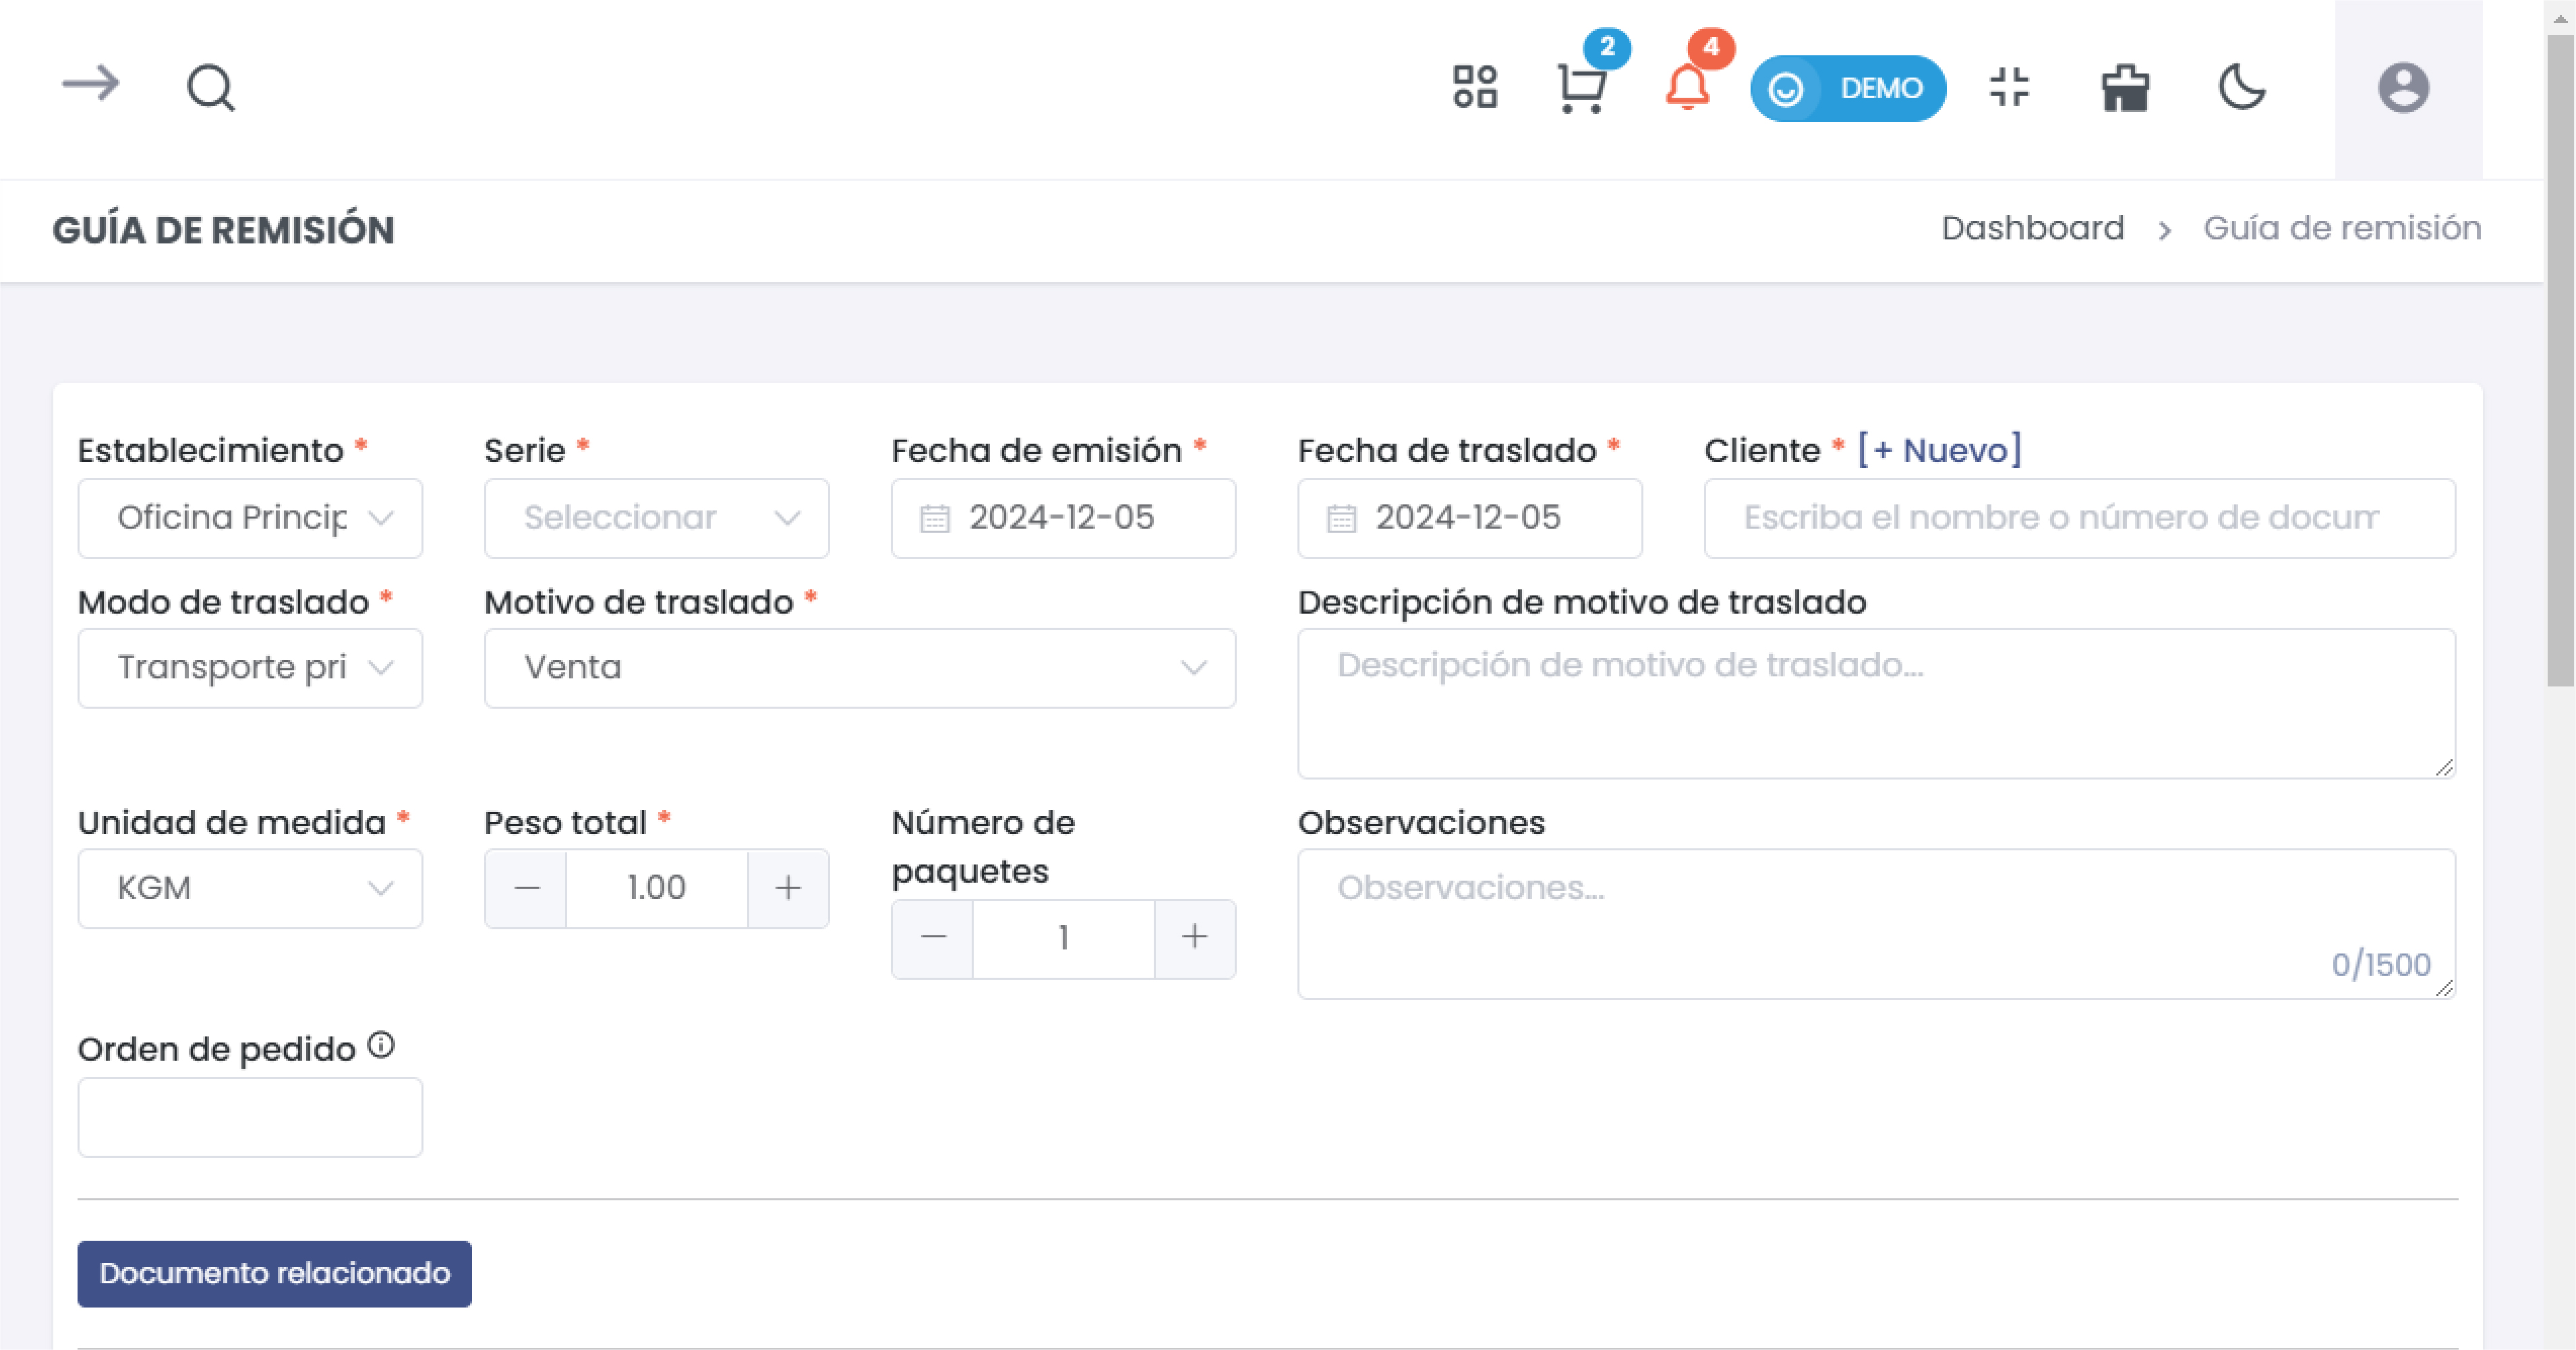 2
4
DEMO
GUÍA DE REMISIÓN
Dashboard > Guía de remisión
Establecimiento * Serie * Fecha de emisión * Fecha de traslado * Cliente * [+ Nuevo]
Oficina Princip Seleccionar 2024-12-05 2024-12-05 Escriba el nombre o número de docum
Modo de traslado * Motivo de traslado * Descripción de motivo de traslado
Transporte pri Venta Descripción de motivo de traslado...
Unidad de medida * Peso total * Número de paquetes Observaciones
KGM − 1.00 + − 1 + Observaciones...
0/1500
Orden de pedido
Documento relacionado